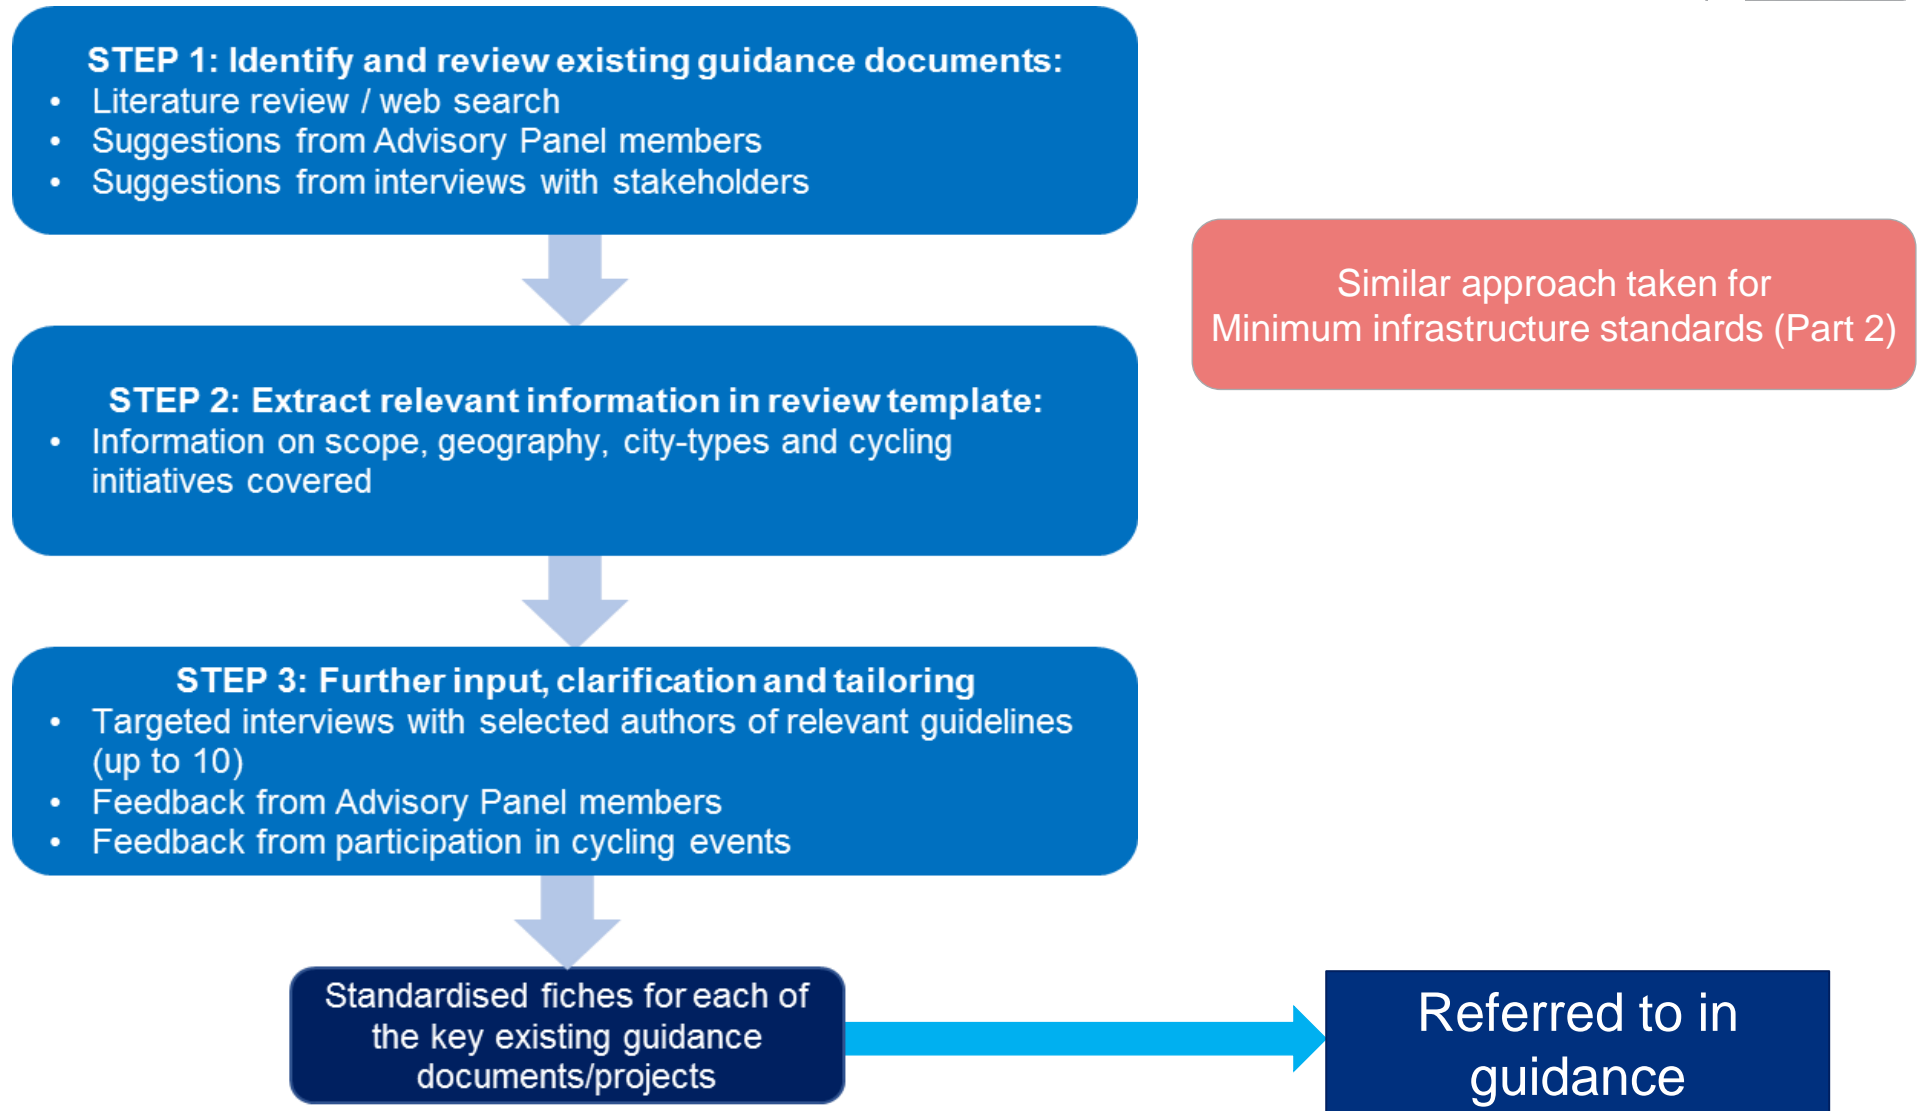 STEP 1: Identify and review existing guidance documents:
• Literature review / web search
• Suggestions from Advisory Panel members
• Suggestions from interviews with stakeholders
Similar approach taken for
Minimum infrastructure standards (Part 2)
STEP 2: Extract relevant information in review template:
• Information on scope, geography, city-types and cycling
initiatives covered
STEP 3: Further input, clarification and tailoring
• Targeted interviews with selected authors of relevant guidelines
(up to 10)
• Feedback from Advisory Panel members
• Feedback from participation in cycling events
Standardised fiches for each of
the key existing guidance
documents/projects
Referred to in
guidance